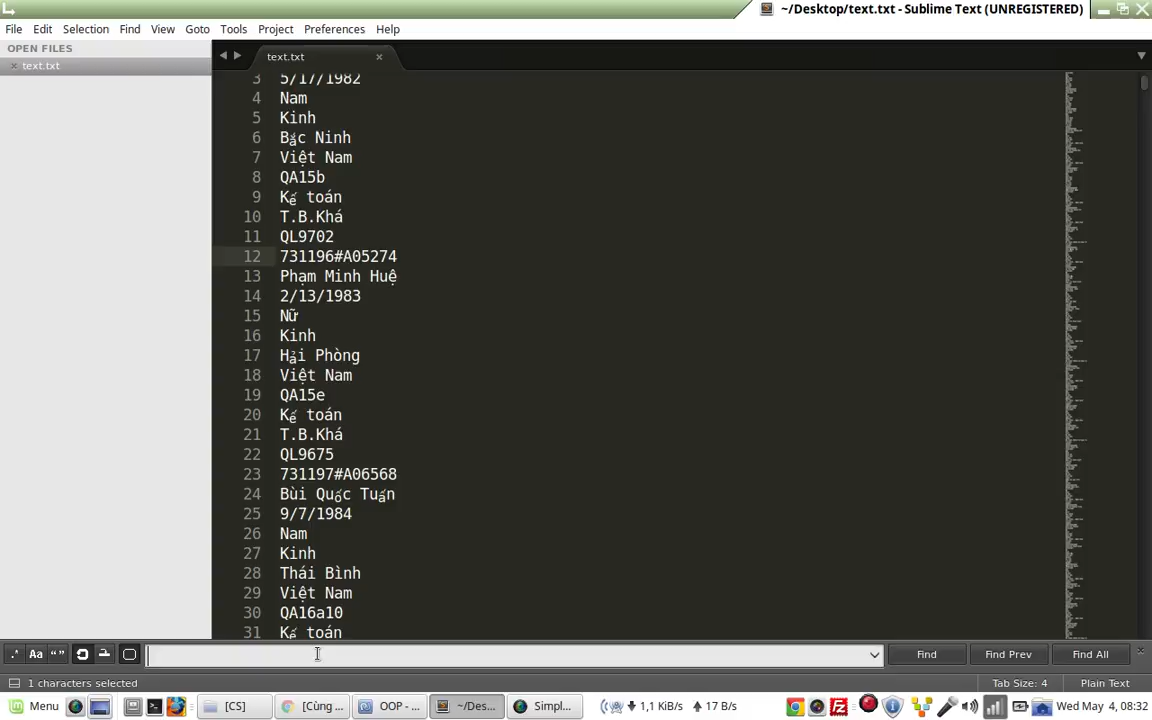 ~/Desktop/text.txt - Sublime Text (UNREGISTERED)
File Edit Selection Find View Goto Tools Project Preferences Help
OPEN FILES
text.txt
text.txt
3 5/17/1982
4 Nam
5 Kinh
6 Bắc Ninh
7 Việt Nam
8 QA15b
9 Kế toán
10 T.B.Khá
11 QL9702
12 731196#A05274
13 Phạm Minh Huệ
14 2/13/1983
15 Nữ
16 Kinh
17 Hải Phòng
18 Việt Nam
19 QA15e
20 Kế toán
21 T.B.Khá
22 QL9675
23 731197#A06568
24 Bùi Quốc Tuấn
25 9/7/1984
26 Nam
27 Kinh
28 Thái Bình
29 Việt Nam
30 QA16a10
31 Kế toán
.* Aa “” Find Find Prev Find All
1 characters selected Tab Size: 4 Plain Text
Menu [CS] [Cùng ... OOP - ... ~/Des... Simpl... 1,1 KiB/s 17 B/s Wed May 4, 08:32